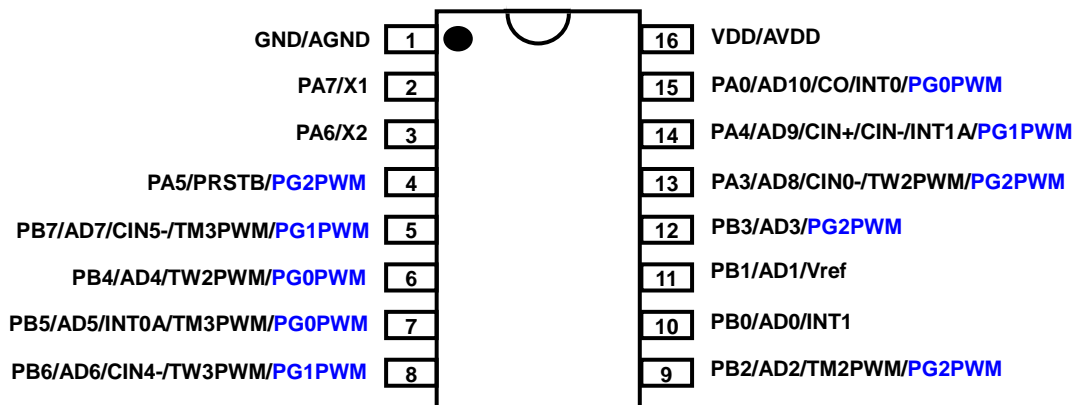 GND/AGND 1 16 VDD/AVDD
PA7/X1 2 15 PA0/AD10/CO/INT0/PG0PWM
PA6/X2 3 14 PA4/AD9/CIN+/CIN-/INT1A/PG1PWM
PA5/PRSTB/PG2PWM 4 13 PA3/AD8/CIN0-/TW2PWM/PG2PWM
PB7/AD7/CIN5-/TM3PWM/PG1PWM 5 12 PB3/AD3/PG2PWM
PB4/AD4/TW2PWM/PG0PWM 6 11 PB1/AD1/Vref
PB5/AD5/INT0A/TM3PWM/PG0PWM 7 10 PB0/AD0/INT1
PB6/AD6/CIN4-/TW3PWM/PG1PWM 8 9 PB2/AD2/TM2PWM/PG2PWM